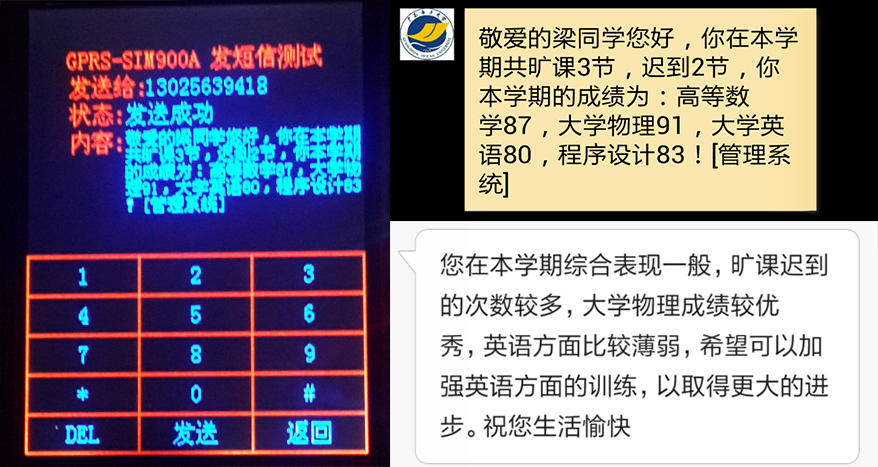 GPRS-SIM900A 发短信测试
发送给:13025639418
状态:发送成功
内容:敬爱的梁同学您好，你在本学期
共旷课3节，迟到2节，你本学期
的成绩为：高等数学87，大学物
理91，大学英语80，程序设计83
！[管理系统]
1 2 3
4 5 6
7 8 9
* 0 #
DEL 发送 返回
敬爱的梁同学您好，你在本学
期共旷课3节，迟到2节，你
本学期的成绩为：高等数
学87，大学物理91，大学英
语80，程序设计83！[管理系
统]
您在本学期综合表现一般，旷课迟到
的次数较多，大学物理成绩较优
秀，英语方面比较薄弱，希望可以加
强英语方面的训练，以取得更大的进
步。祝您生活愉快